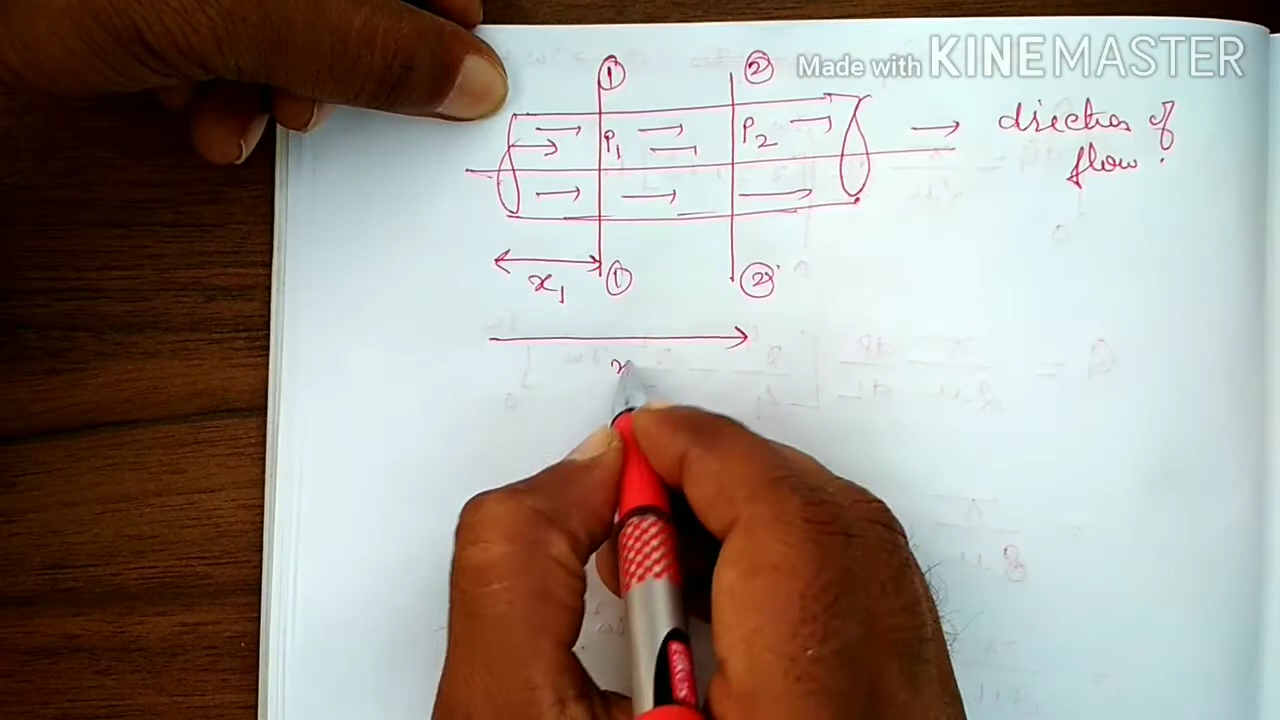 Made with KINEMASTER
① ②
P₁ P₂
direction of
flow.
x₁
① ②
x